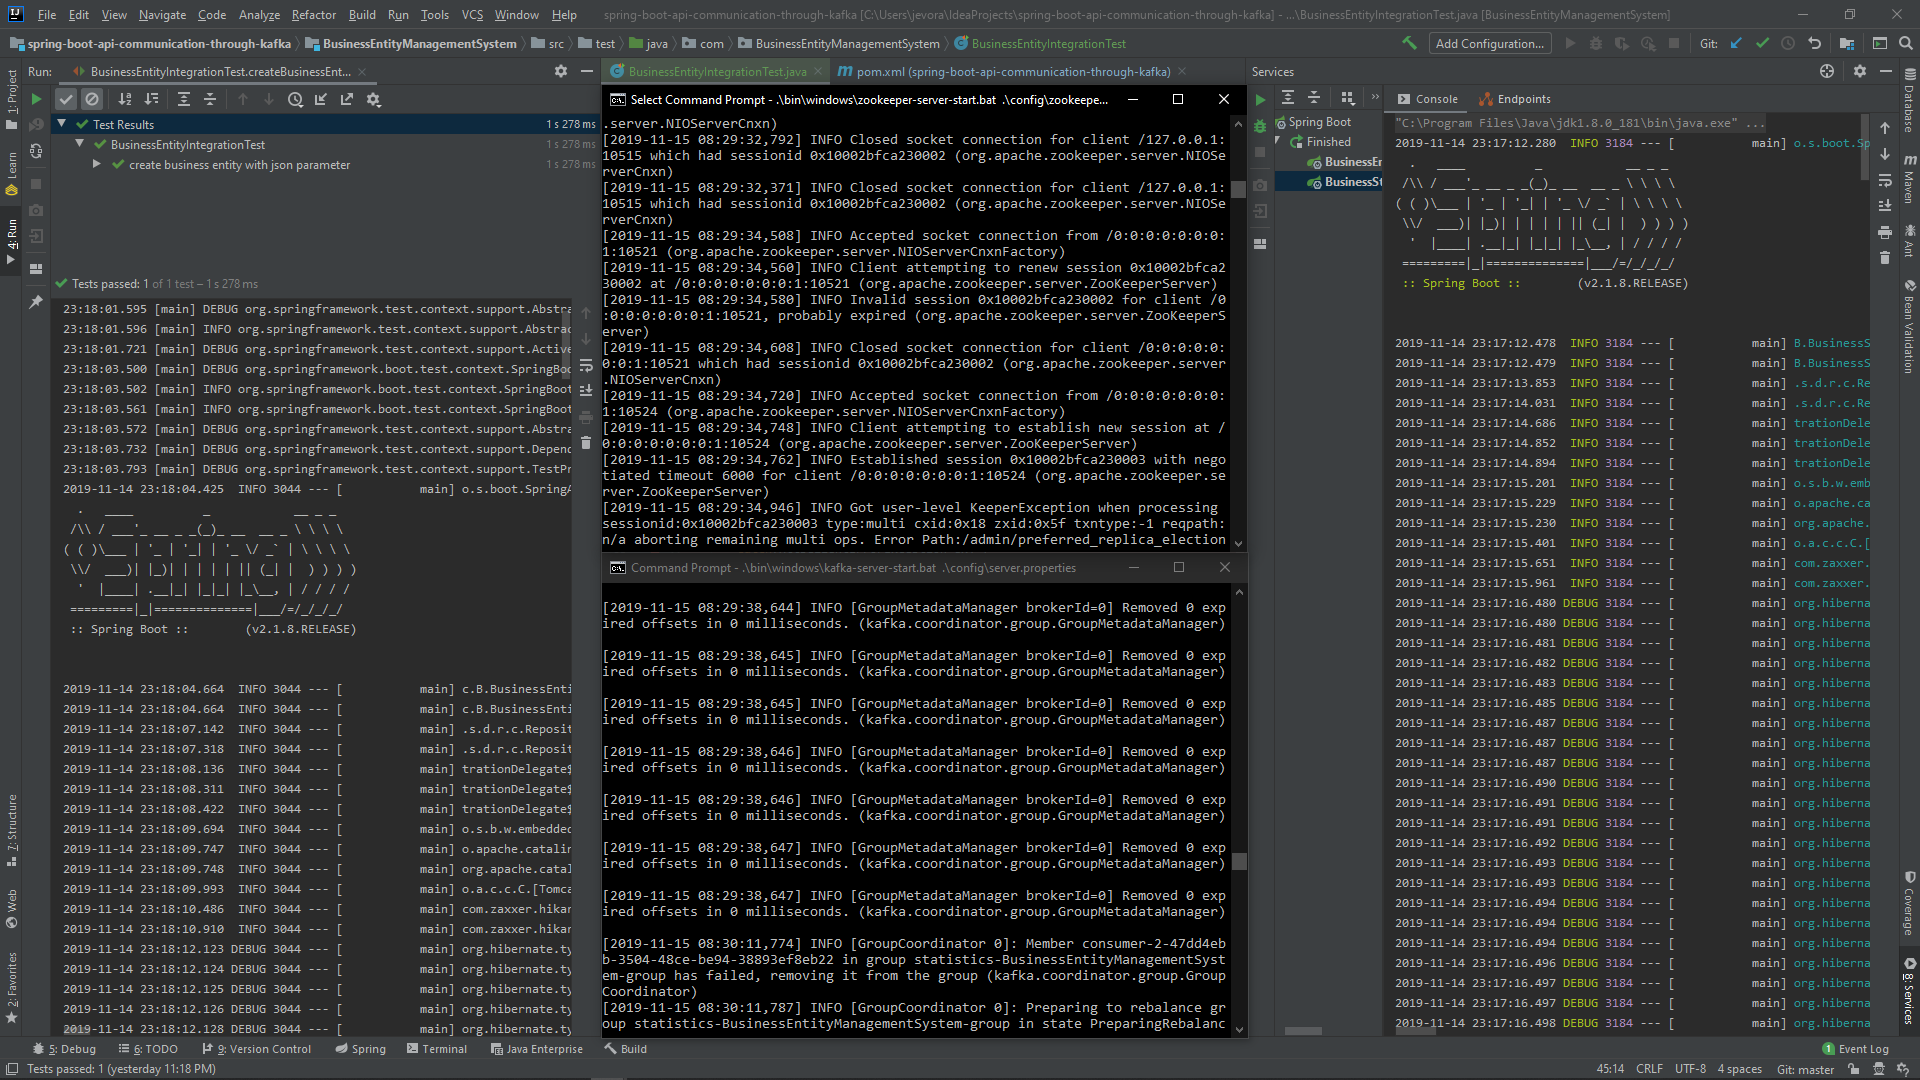 File Edit View Navigate Code Analyze Refactor Build Run Tools VCS Window Help spring-boot-api-communication-through-kafka [C:\Users\jevora\IdeaProjects\spring-boot-api-communication-through-kafka] - ...\BusinessEntityIntegrationTest.java [BusinessEntityManagementSystem]
spring-boot-api-communication-through-kafka BusinessEntityManagementSystem src test java com BusinessEntityManagementSystem BusinessEntityIntegrationTest Add Configuration... Git:
Run: BusinessEntityIntegrationTest.createBusinessEnt...
Test Results 1 s 278 ms
BusinessEntityIntegrationTest 1 s 278 ms
create business entity with json parameter 1 s 278 ms
Tests passed: 1 of 1 test – 1 s 278 ms
23:18:01.595 [main] DEBUG org.springframework.test.context.support.Abstr
23:18:01.596 [main] INFO org.springframework.test.context.support.Abstrac
23:18:01.721 [main] DEBUG org.springframework.test.context.support.Active
23:18:03.500 [main] DEBUG org.springframework.boot.test.context.SpringBoo
23:18:03.502 [main] INFO org.springframework.boot.test.context.SpringBoot
23:18:03.561 [main] INFO org.springframework.boot.test.context.SpringBoot
23:18:03.572 [main] DEBUG org.springframework.test.context.support.Abstra
23:18:03.732 [main] DEBUG org.springframework.test.context.support.Depend
23:18:03.793 [main] DEBUG org.springframework.test.context.support.TestPr
2019-11-14 23:18:04.425 INFO 3044 --- [ main] o.s.boot.SpringA
:: Spring Boot :: (v2.1.8.RELEASE)
2019-11-14 23:18:04.664 INFO 3044 --- [ main] c.B.BusinessEnti
2019-11-14 23:18:04.664 INFO 3044 --- [ main] c.B.BusinessEnti
2019-11-14 23:18:07.142 INFO 3044 --- [ main] .s.d.r.c.Reposit
2019-11-14 23:18:07.318 INFO 3044 --- [ main] .s.d.r.c.Reposit
2019-11-14 23:18:08.136 INFO 3044 --- [ main] trationDelegate$
2019-11-14 23:18:08.311 INFO 3044 --- [ main] trationDelegate$
2019-11-14 23:18:08.422 INFO 3044 --- [ main] trationDelegate$
2019-11-14 23:18:09.694 INFO 3044 --- [ main] o.s.b.w.embedded
2019-11-14 23:18:09.747 INFO 3044 --- [ main] o.apache.catalin
2019-11-14 23:18:09.748 INFO 3044 --- [ main] org.apache.catal
2019-11-14 23:18:09.993 INFO 3044 --- [ main] o.a.c.c.C.[Tomca
2019-11-14 23:18:10.486 INFO 3044 --- [ main] com.zaxxer.hikar
2019-11-14 23:18:10.910 INFO 3044 --- [ main] com.zaxxer.hikar
2019-11-14 23:18:12.123 DEBUG 3044 --- [ main] org.hibernate.ty
2019-11-14 23:18:12.124 DEBUG 3044 --- [ main] org.hibernate.ty
2019-11-14 23:18:12.125 DEBUG 3044 --- [ main] org.hibernate.ty
2019-11-14 23:18:12.126 DEBUG 3044 --- [ main] org.hibernate.ty
2019-11-14 23:18:12.128 DEBUG 3044 --- [ main] org.hibernate.ty
BusinessEntityIntegrationTest.java pom.xml (spring-boot-api-communication-through-kafka)
Select Command Prompt - .\bin\windows\zookeeper-server-start.bat .\config\zookeepe...
.server.NIOServerCnxn)
[2019-11-15 08:29:32,792] INFO Closed socket connection for client /127.0.0.1:
10515 which had sessionid 0x10002bfca230002 (org.apache.zookeeper.server.NIOSe
rverCnxn)
[2019-11-15 08:29:32,371] INFO Closed socket connection for client /127.0.0.1:
10515 which had sessionid 0x10002bfca230002 (org.apache.zookeeper.server.NIOSe
rverCnxn)
[2019-11-15 08:29:34,508] INFO Accepted socket connection from /0:0:0:0:0:0:0:
1:10521 (org.apache.zookeeper.server.NIOServerCnxnFactory)
[2019-11-15 08:29:34,560] INFO Client attempting to renew session 0x10002bfca2
30002 at /0:0:0:0:0:0:0:1:10521 (org.apache.zookeeper.server.ZooKeeperServer)
[2019-11-15 08:29:34,580] INFO Invalid session 0x10002bfca230002 for client /0
:0:0:0:0:0:0:1:10521, probably expired (org.apache.zookeeper.server.ZooKeeperS
erver)
[2019-11-15 08:29:34,608] INFO Closed socket connection for client /0:0:0:0:0:
0:0:1:10521 which had sessionid 0x10002bfca230002 (org.apache.zookeeper.server
.NIOServerCnxn)
[2019-11-15 08:29:34,720] INFO Accepted socket connection from /0:0:0:0:0:0:0:
1:10524 (org.apache.zookeeper.server.NIOServerCnxnFactory)
[2019-11-15 08:29:34,748] INFO Client attempting to establish new session at /
0:0:0:0:0:0:0:1:10524 (org.apache.zookeeper.server.ZooKeeperServer)
[2019-11-15 08:29:34,762] INFO Established session 0x10002bfca230003 with nego
tiated timeout 6000 for client /0:0:0:0:0:0:0:1:10524 (org.apache.zookeeper.se
rver.ZooKeeperServer)
[2019-11-15 08:29:34,946] INFO Got user-level KeeperException when processing
sessionid:0x10002bfca230003 type:multi cxid:0x18 zxid:0x5f txntype:-1 reqpath:
n/a aborting remaining multi ops. Error Path:/admin/preferred_replica_election
Command Prompt - .\bin\windows\kafka-server-start.bat .\config\server.properties
[2019-11-15 08:29:38,644] INFO [GroupMetadataManager brokerId=0] Removed 0 exp
ired offsets in 0 milliseconds. (kafka.coordinator.group.GroupMetadataManager)
[2019-11-15 08:29:38,645] INFO [GroupMetadataManager brokerId=0] Removed 0 exp
ired offsets in 0 milliseconds. (kafka.coordinator.group.GroupMetadataManager)
[2019-11-15 08:29:38,645] INFO [GroupMetadataManager brokerId=0] Removed 0 exp
ired offsets in 0 milliseconds. (kafka.coordinator.group.GroupMetadataManager)
[2019-11-15 08:29:38,646] INFO [GroupMetadataManager brokerId=0] Removed 0 exp
ired offsets in 0 milliseconds. (kafka.coordinator.group.GroupMetadataManager)
[2019-11-15 08:29:38,646] INFO [GroupMetadataManager brokerId=0] Removed 0 exp
ired offsets in 0 milliseconds. (kafka.coordinator.group.GroupMetadataManager)
[2019-11-15 08:29:38,647] INFO [GroupMetadataManager brokerId=0] Removed 0 exp
ired offsets in 0 milliseconds. (kafka.coordinator.group.GroupMetadataManager)
[2019-11-15 08:29:38,647] INFO [GroupMetadataManager brokerId=0] Removed 0 exp
ired offsets in 0 milliseconds. (kafka.coordinator.group.GroupMetadataManager)
[2019-11-15 08:30:11,774] INFO [GroupCoordinator 0]: Member consumer-2-47dd4eb
b-3504-48ce-be94-38893ef8eb22 in group statistics-BusinessEntityManagementSyst
em-group has failed, removing it from the group (kafka.coordinator.group.Group
Coordinator)
[2019-11-15 08:30:11,787] INFO [GroupCoordinator 0]: Preparing to rebalance gr
oup statistics-BusinessEntityManagementSystem-group in state PreparingRebalanc
Services
Spring Boot
Finished
BusinessEr
BusinessSt
Console Endpoints
"C:\Program Files\Java\jdk1.8.0_181\bin\java.exe" ...
2019-11-14 23:17:12.280 INFO 3184 --- [ main] o.s.boot.Sp
:: Spring Boot :: (v2.1.8.RELEASE)
2019-11-14 23:17:12.478 INFO 3184 --- [ main] B.BusinessS
2019-11-14 23:17:12.479 INFO 3184 --- [ main] B.BusinessS
2019-11-14 23:17:13.853 INFO 3184 --- [ main] .s.d.r.c.Re
2019-11-14 23:17:14.031 INFO 3184 --- [ main] .s.d.r.c.Re
2019-11-14 23:17:14.686 INFO 3184 --- [ main] trationDele
2019-11-14 23:17:14.852 INFO 3184 --- [ main] trationDele
2019-11-14 23:17:14.894 INFO 3184 --- [ main] trationDele
2019-11-14 23:17:15.201 INFO 3184 --- [ main] o.s.b.w.emb
2019-11-14 23:17:15.229 INFO 3184 --- [ main] o.apache.ca
2019-11-14 23:17:15.230 INFO 3184 --- [ main] org.apache.
2019-11-14 23:17:15.401 INFO 3184 --- [ main] o.a.c.c.C.[
2019-11-14 23:17:15.651 INFO 3184 --- [ main] com.zaxxer.
2019-11-14 23:17:15.961 INFO 3184 --- [ main] com.zaxxer.
2019-11-14 23:17:16.480 DEBUG 3184 --- [ main] org.hiberna
2019-11-14 23:17:16.480 DEBUG 3184 --- [ main] org.hiberna
2019-11-14 23:17:16.481 DEBUG 3184 --- [ main] org.hiberna
2019-11-14 23:17:16.482 DEBUG 3184 --- [ main] org.hiberna
2019-11-14 23:17:16.483 DEBUG 3184 --- [ main] org.hiberna
2019-11-14 23:17:16.485 DEBUG 3184 --- [ main] org.hiberna
2019-11-14 23:17:16.487 DEBUG 3184 --- [ main] org.hiberna
2019-11-14 23:17:16.487 DEBUG 3184 --- [ main] org.hiberna
2019-11-14 23:17:16.487 DEBUG 3184 --- [ main] org.hiberna
2019-11-14 23:17:16.490 DEBUG 3184 --- [ main] org.hiberna
2019-11-14 23:17:16.491 DEBUG 3184 --- [ main] org.hiberna
2019-11-14 23:17:16.491 DEBUG 3184 --- [ main] org.hiberna
2019-11-14 23:17:16.492 DEBUG 3184 --- [ main] org.hiberna
2019-11-14 23:17:16.493 DEBUG 3184 --- [ main] org.hiberna
2019-11-14 23:17:16.493 DEBUG 3184 --- [ main] org.hiberna
2019-11-14 23:17:16.494 DEBUG 3184 --- [ main] org.hiberna
2019-11-14 23:17:16.494 DEBUG 3184 --- [ main] org.hiberna
2019-11-14 23:17:16.495 DEBUG 3184 --- [ main] org.hiberna
2019-11-14 23:17:16.496 DEBUG 3184 --- [ main] org.hiberna
2019-11-14 23:17:16.497 DEBUG 3184 --- [ main] org.hiberna
2019-11-14 23:17:16.497 DEBUG 3184 --- [ main] org.hiberna
2019-11-14 23:17:16.498 DEBUG 3184 --- [ main] org.hiberna
1: Project
Learn
4: Run
7: Structure
Web
2: Favorites
Database
Maven
Ant
Bean Validation
Coverage
8: Services
5: Debug 6: TODO 9: Version Control Spring Terminal Java Enterprise Build 1 Event Log
Tests passed: 1 (yesterday 11:18 PM) 45:14 CRLF UTF-8 4 spaces Git: master